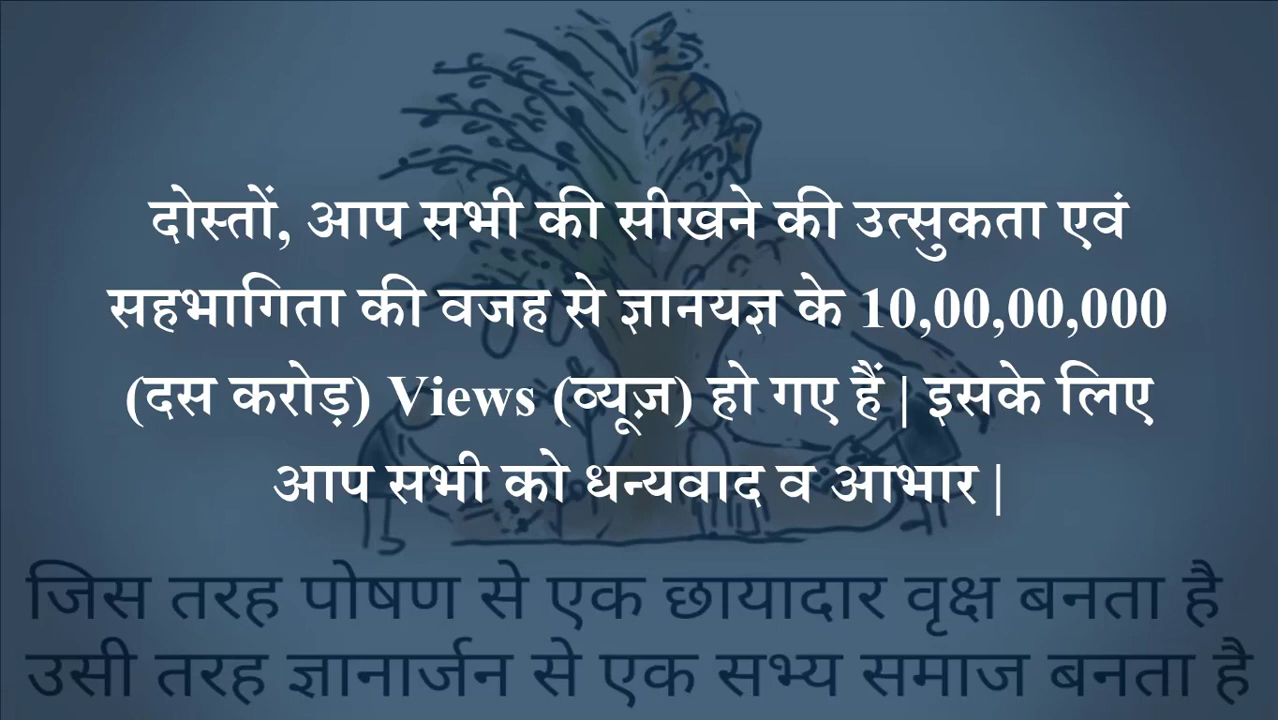 दोस्तों, आप सभी की सीखने की उत्सुकता एवं
सहभागिता की वजह से ज्ञानयज्ञ के 10,00,00,000
(दस करोड़) Views (व्यूज़) हो गए हैं | इसके लिए
आप सभी को धन्यवाद व आभार |
जिस तरह पोषण से एक छायादार वृक्ष बनता है
उसी तरह ज्ञानार्जन से एक सभ्य समाज बनता है